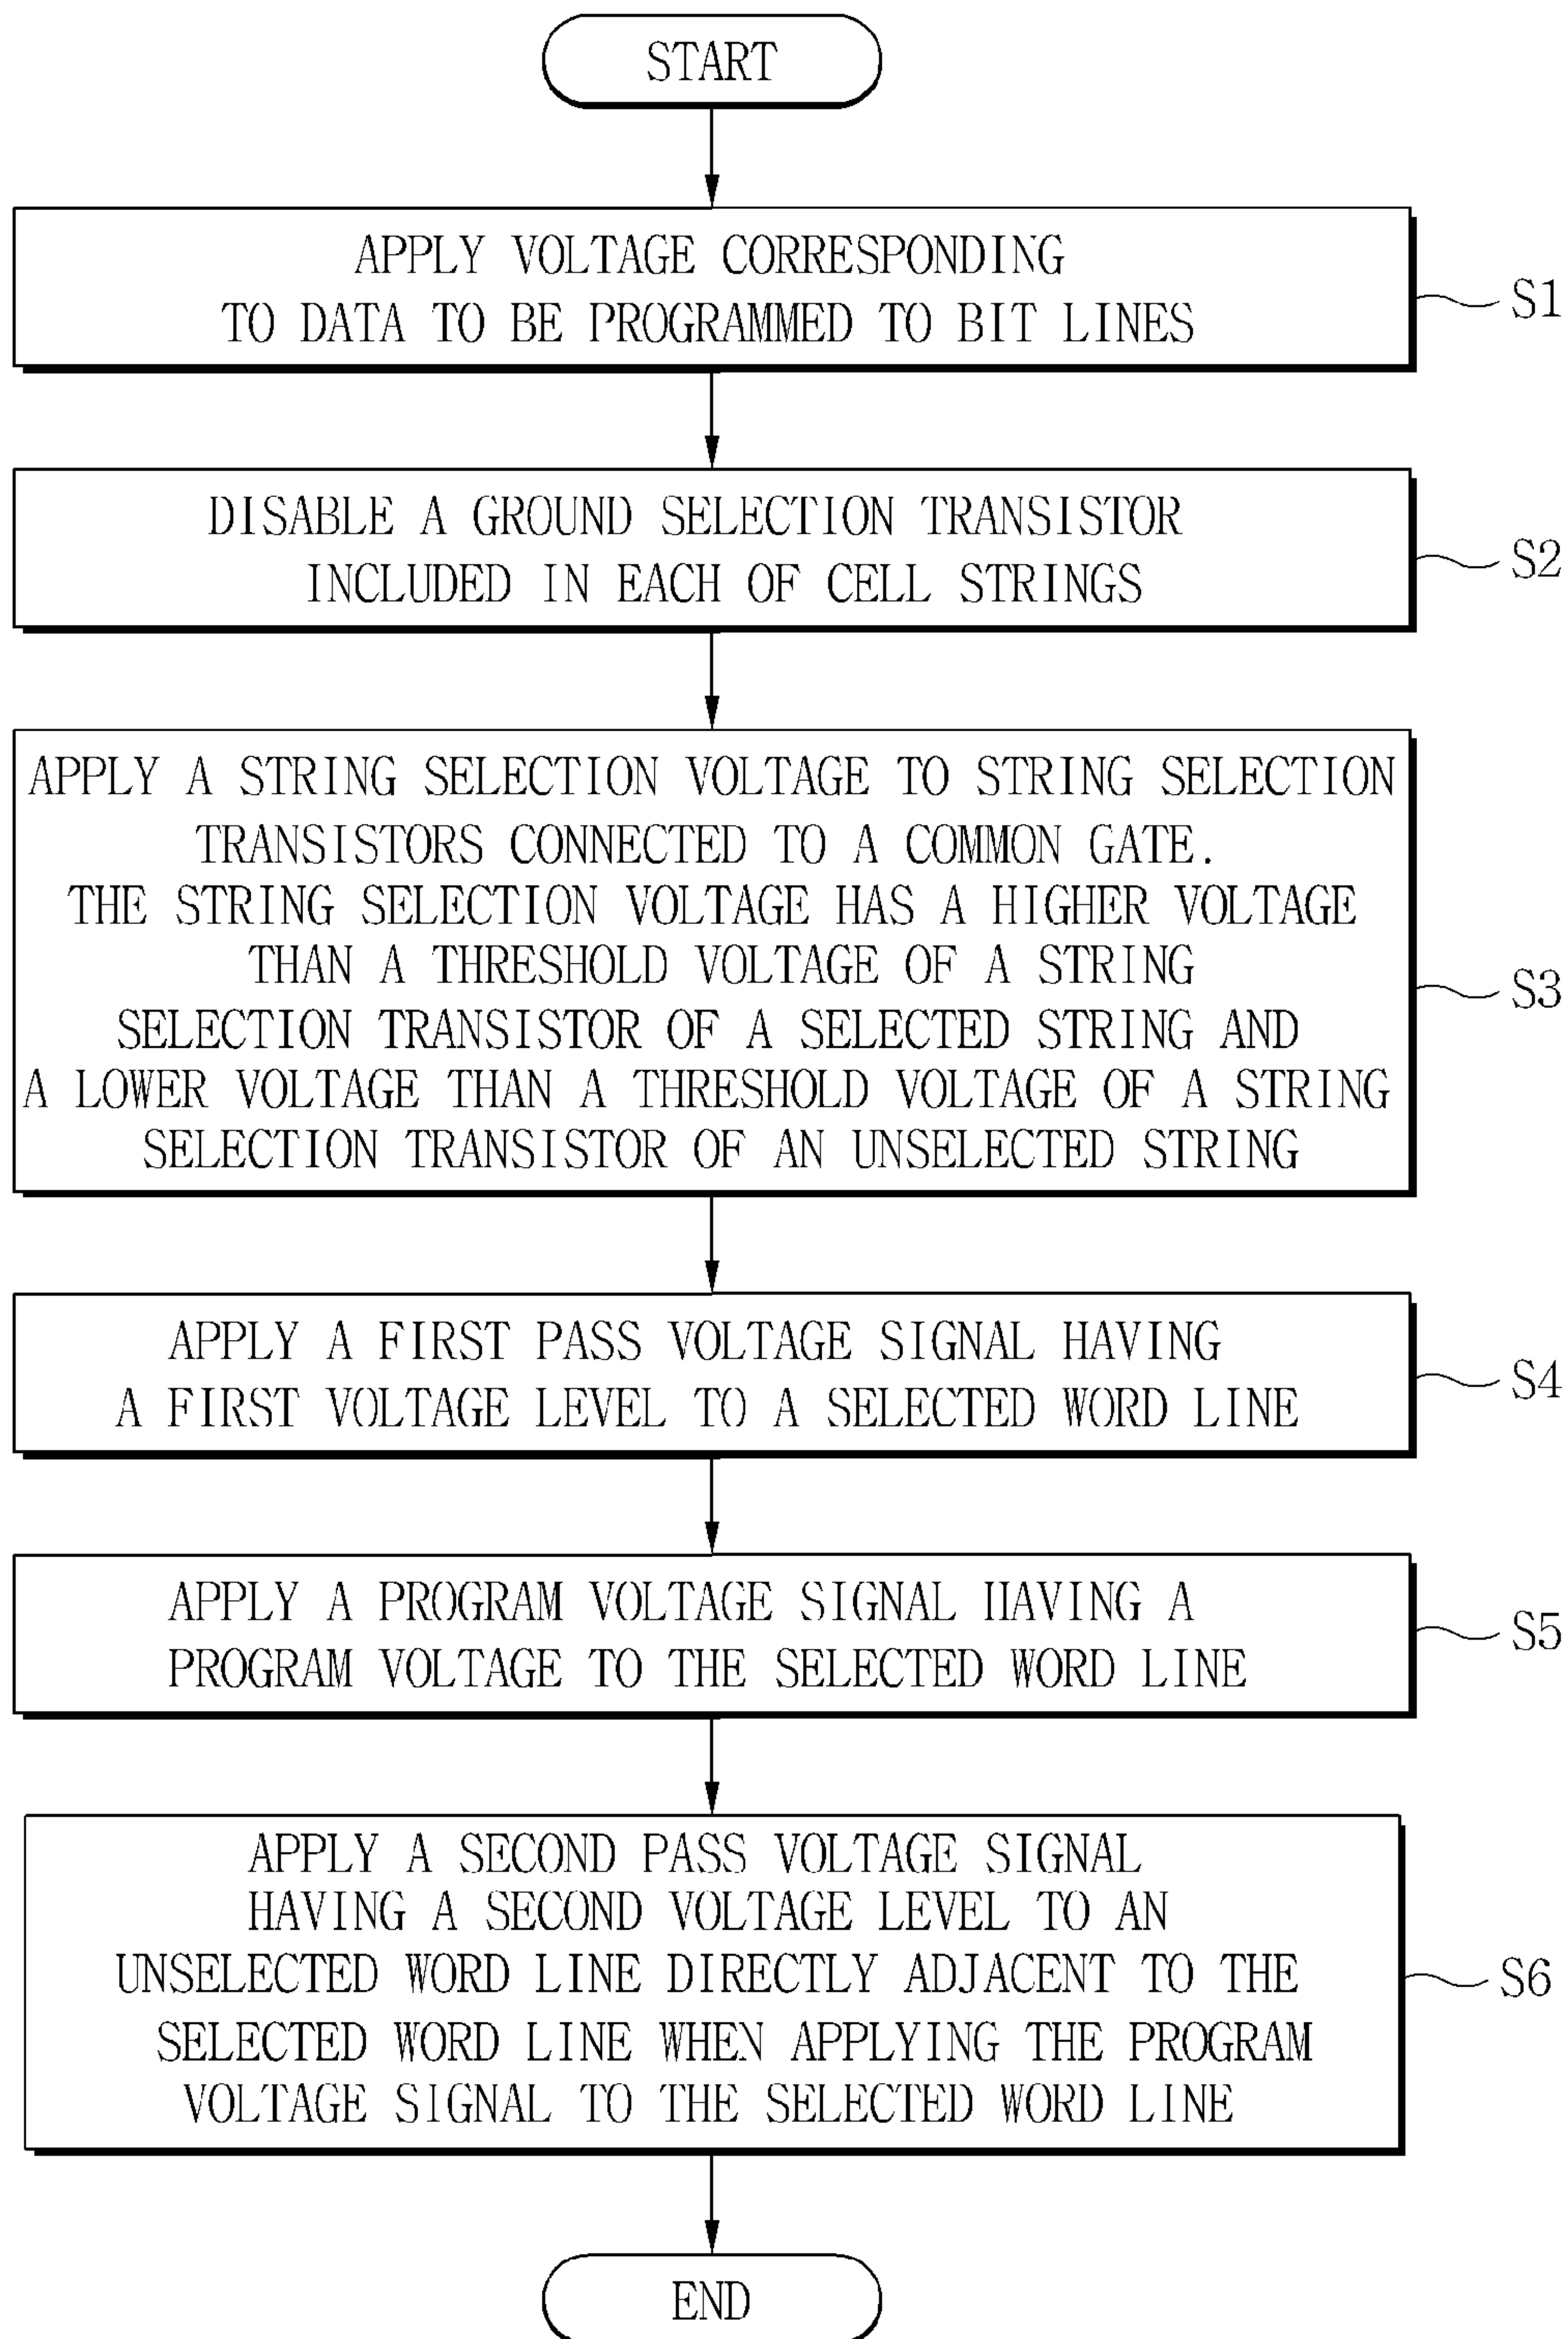 START
APPLY VOLTAGE CORRESPONDING
TO DATA TO BE PROGRAMMED TO BIT LINES
S1
DISABLE A GROUND SELECTION TRANSISTOR
INCLUDED IN EACH OF CELL STRINGS
S2
APPLY A STRING SELECTION VOLTAGE TO STRING SELECTION
TRANSISTORS CONNECTED TO A COMMON GATE.
THE STRING SELECTION VOLTAGE HAS A HIGHER VOLTAGE
THAN A THRESHOLD VOLTAGE OF A STRING
SELECTION TRANSISTOR OF A SELECTED STRING AND
A LOWER VOLTAGE THAN A THRESHOLD VOLTAGE OF A STRING
SELECTION TRANSISTOR OF AN UNSELECTED STRING
S3
APPLY A FIRST PASS VOLTAGE SIGNAL HAVING
A FIRST VOLTAGE LEVEL TO A SELECTED WORD LINE
S4
APPLY A PROGRAM VOLTAGE SIGNAL HAVING A
PROGRAM VOLTAGE TO THE SELECTED WORD LINE
S5
APPLY A SECOND PASS VOLTAGE SIGNAL
HAVING A SECOND VOLTAGE LEVEL TO AN
UNSELECTED WORD LINE DIRECTLY ADJACENT TO THE
SELECTED WORD LINE WHEN APPLYING THE PROGRAM
VOLTAGE SIGNAL TO THE SELECTED WORD LINE
S6
END